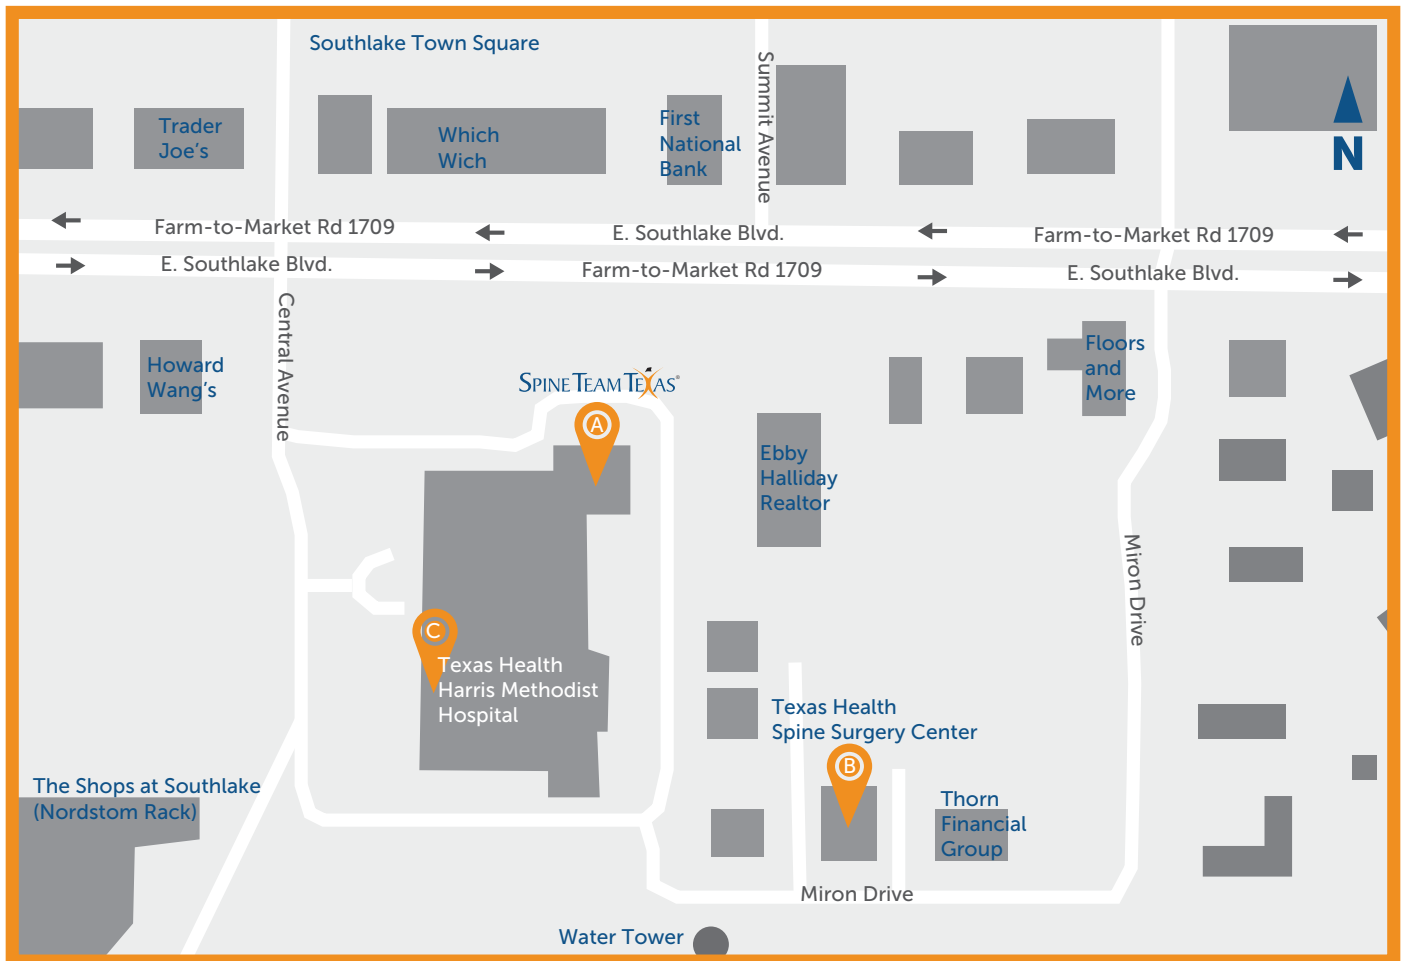 Southlake Town Square
Summit Avenue
Trader
Joe's
Which
Wich
First
National
Bank
N
Farm-to-Market Rd 1709
E. Southlake Blvd.
Farm-to-Market Rd 1709
E. Southlake Blvd.
Farm-to-Market Rd 1709
E. Southlake Blvd.
Central Avenue
Howard
Wang's
SPINE TEAM TEXAS®
A
Floors
and
More
Ebby
Halliday
Realtor
Miron Drive
C
Texas Health
Harris Methodist
Hospital
Texas Health
Spine Surgery Center
B
The Shops at Southlake
(Nordstom Rack)
Thorn
Financial
Group
Miron Drive
Water Tower